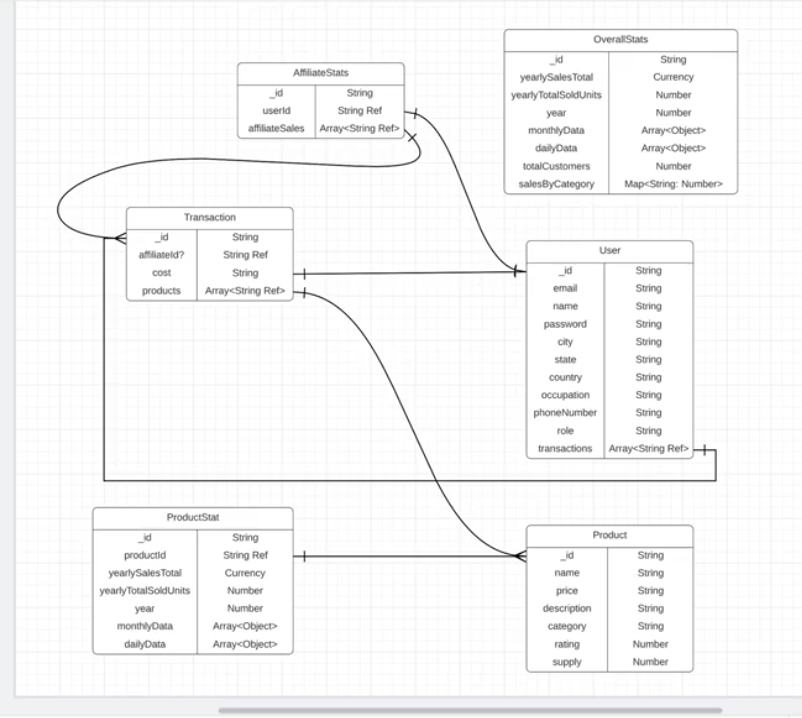 OverallStats
_id String
yearlySalesTotal Currency
yearlyTotalSoldUnits Number
year Number
monthlyData Array<Object>
dailyData Array<Object>
totalCustomers Number
salesByCategory Map<String: Number>
AffiliateStats
_id String
userId String Ref
affiliateSales Array<String Ref>
Transaction
_id String
affiliateId? String Ref
cost String
products Array<String Ref>
User
_id String
email String
name String
password String
city String
state String
country String
occupation String
phoneNumber String
role String
transactions Array<String Ref>
ProductStat
_id String
productId String Ref
yearlySalesTotal Currency
yearlyTotalSoldUnits Number
year Number
monthlyData Array<Object>
dailyData Array<Object>
Product
_id String
name String
price String
description String
category String
rating Number
supply Number